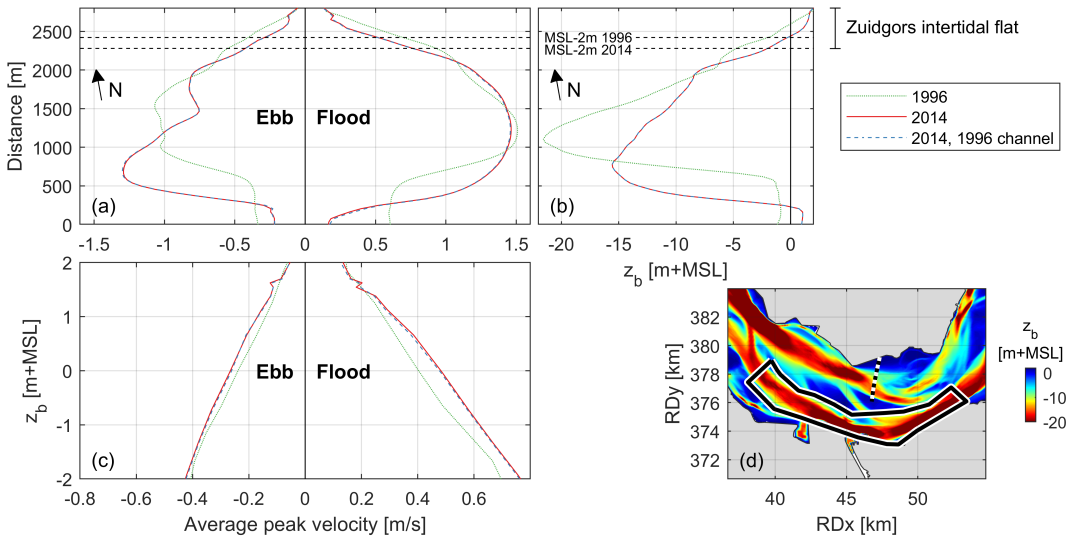 2500
2000
1500
1000
500
0
Distance [m]
N
Ebb
Flood
(a)
-1.5
-1
-0.5
0
0.5
1
1.5
MSL-2m 1996
MSL-2m 2014
N
(b)
-20
-15
-10
-5
0
z_b [m+MSL]
Zuidgors intertidal flat
1996
2014
2014, 1996 channel
2
1
0
-1
-2
z_b [m+MSL]
Ebb
Flood
(c)
-0.8
-0.6
-0.4
-0.2
0
0.2
0.4
0.6
Average peak velocity [m/s]
382
380
378
376
374
372
RDy [km]
(d)
40
45
50
RDx [km]
z_b
[m+MSL]
0
-10
-20